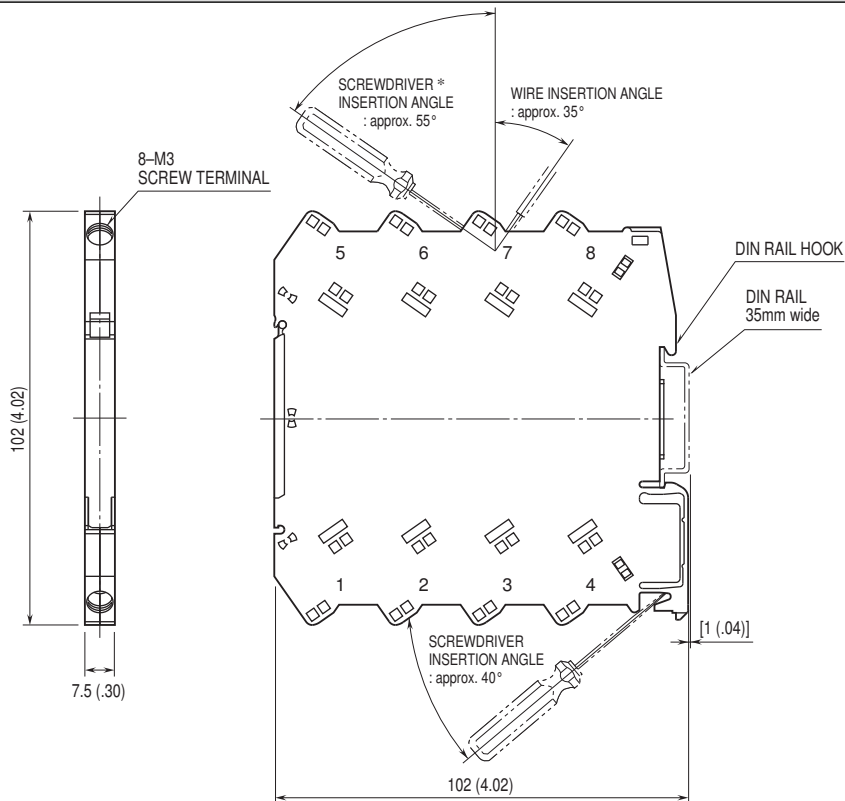 SCREWDRIVER *
INSERTION ANGLE
: approx. 55°
WIRE INSERTION ANGLE
: approx. 35°
8–M3
SCREW TERMINAL
5
6
7
8
DIN RAIL HOOK
DIN RAIL
35mm wide
102 (4.02)
1
2
3
4
[1 (.04)]
SCREWDRIVER
INSERTION ANGLE
: approx. 40°
7.5 (.30)
102 (4.02)